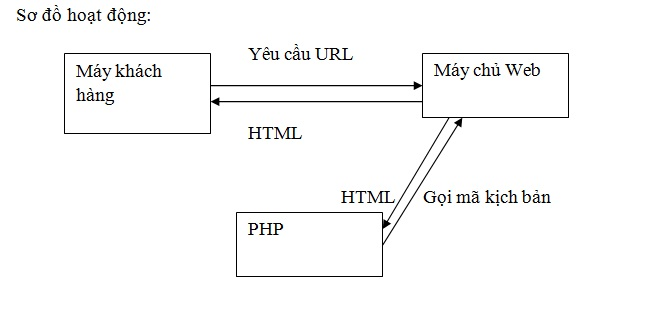 Sơ đồ hoạt động:
Yêu cầu URL
Máy khách
hàng
Máy chủ Web
HTML
HTML
Gọi mã kịch bản
PHP